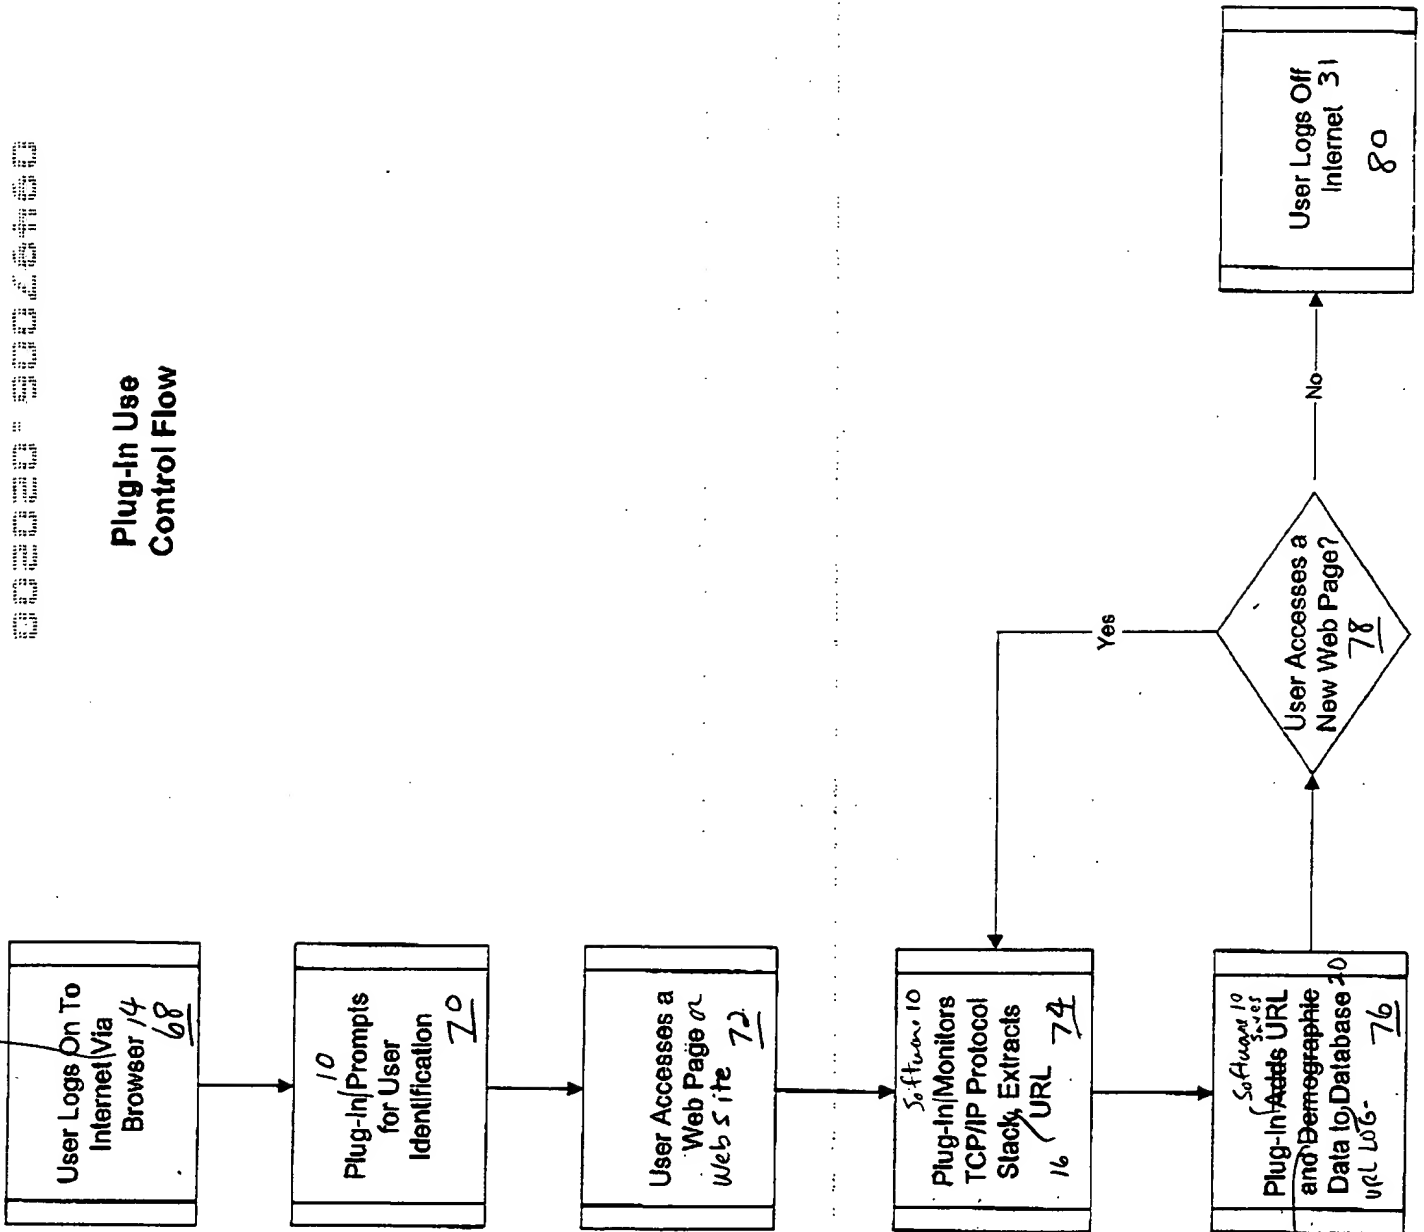 Plug-In Use
Control Flow
User Logs On To
Internet Via
Browser 14
68
10
Plug-In/Prompts
for User
Identification
70
User Accesses a
Web Page or
Web Site 72
Software 10
Plug-In/Monitors
TCP/IP Protocol
Stack, Extracts
16 URL 74
Software 10
saves
Plug-In Adds URL
and Demographic
Data to Database 20
URL LOG-
76
User Accesses a
New Web Page?
78
Yes
No
User Logs Off
Internet 31
80